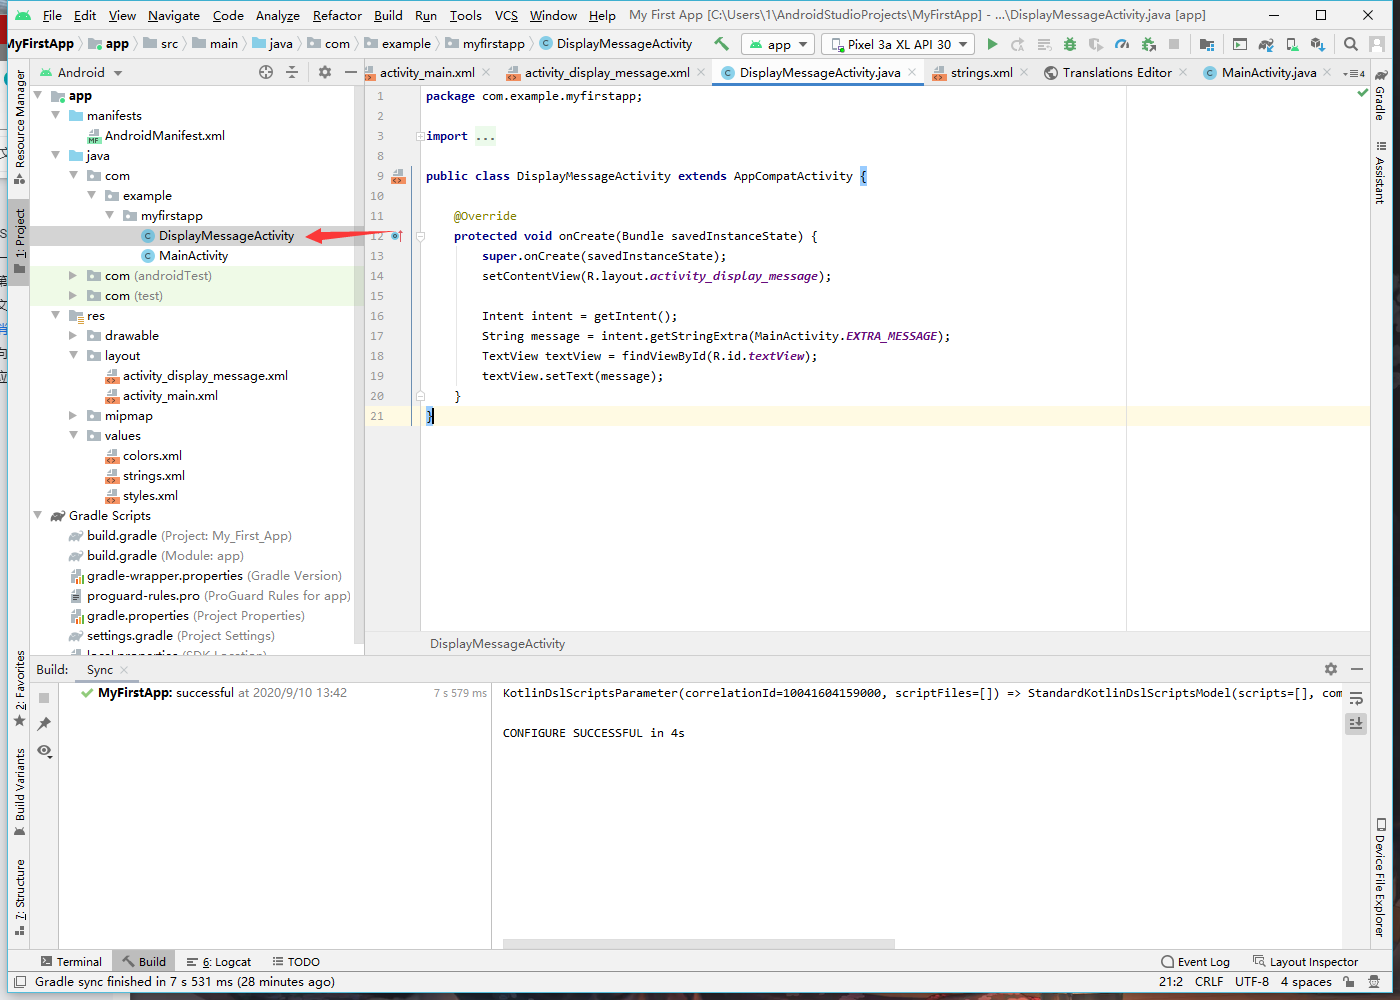 File Edit View Navigate Code Analyze Refactor Build Run Tools VCS Window Help My First App [C:\Users\1\AndroidStudioProjects\MyFirstApp] - ...\DisplayMessageActivity.java [app]
MyFirstApp app src main java com example myfirstapp DisplayMessageActivity app Pixel 3a XL API 30
Android activity_main.xml activity_display_message.xml DisplayMessageActivity.java strings.xml Translations Editor MainActivity.java 4
Resource Manager
1: Project
2: Favorites
Build Variants
7: Structure
app
manifests
MF AndroidManifest.xml
java
com
example
myfirstapp
C DisplayMessageActivity
C MainActivity
com (androidTest)
com (test)
res
drawable
layout
activity_display_message.xml
activity_main.xml
mipmap
values
colors.xml
strings.xml
styles.xml
Gradle Scripts
build.gradle (Project: My_First_App)
build.gradle (Module: app)
gradle-wrapper.properties (Gradle Version)
proguard-rules.pro (ProGuard Rules for app)
gradle.properties (Project Properties)
settings.gradle (Project Settings)
local.properties (SDK Location)
1 package com.example.myfirstapp;
2
3 import ...
8
9 public class DisplayMessageActivity extends AppCompatActivity {
10
11 @Override
12 protected void onCreate(Bundle savedInstanceState) {
13 super.onCreate(savedInstanceState);
14 setContentView(R.layout.activity_display_message);
15
16 Intent intent = getIntent();
17 String message = intent.getStringExtra(MainActivity.EXTRA_MESSAGE);
18 TextView textView = findViewById(R.id.textView);
19 textView.setText(message);
20 }
21 }
DisplayMessageActivity
Gradle
Assistant
Device File Explorer
Build: Sync
MyFirstApp: successful at 2020/9/10 13:42 7 s 579 ms
KotlinDslScriptsParameter(correlationId=10041604159000, scriptFiles=[]) => StandardKotlinDslScriptsModel(scripts=[], com
CONFIGURE SUCCESSFUL in 4s
Terminal Build 6: Logcat TODO Event Log Layout Inspector
Gradle sync finished in 7 s 531 ms (28 minutes ago) 21:2 CRLF UTF-8 4 spaces